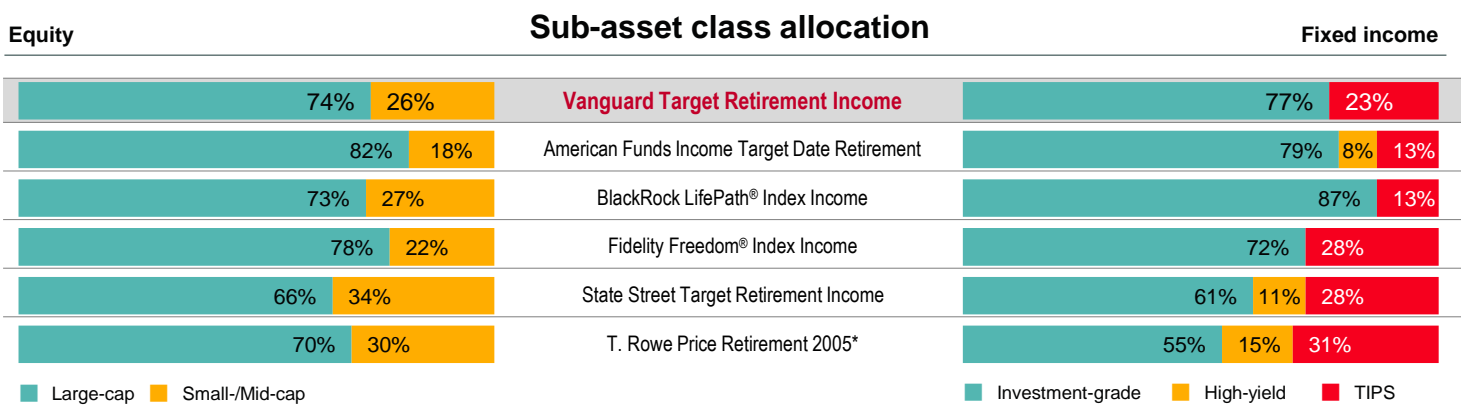 Sub-asset class allocation
Equity Fixed income
74% 26% Vanguard Target Retirement Income 77% 23%
82% 18% American Funds Income Target Date Retirement 79% 8% 13%
73% 27% BlackRock LifePath® Index Income 87% 13%
78% 22% Fidelity Freedom® Index Income 72% 28%
66% 34% State Street Target Retirement Income 61% 11% 28%
70% 30% T. Rowe Price Retirement 2005* 55% 15% 31%
Large-cap Small-/Mid-cap Investment-grade High-yield TIPS